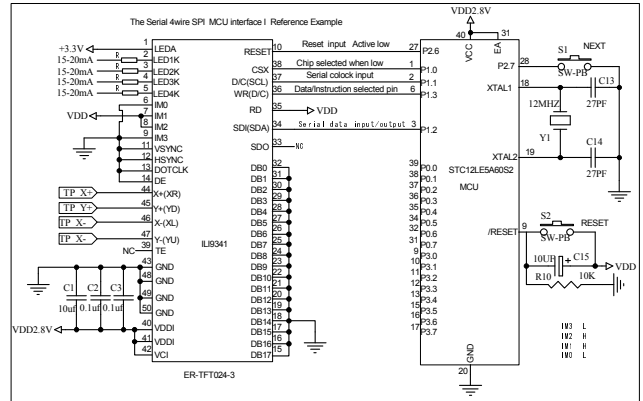 The Serial 4wire SPI MCU interface I Reference Example
VDD2.8V
+3.3V
15-20mA
15-20mA
15-20mA
15-20mA
R
R
R
R
VDD
1 LEDA
2 LED1K
3 LED2K
4 LED3K
5 LED4K
6 IM0
7 IM1
8 IM2
9 IM3
11 VSYNC
12 HSYNC
13 DOTCLK
14 DE
TP X+ 44 X+(XR)
TP Y+ 45 Y+(YD)
TP X- 46 X-(XL)
TP X- 47 Y-(YU)
NC 39 TE
43 GND
48 GND
49 GND
50 GND
40 VDDI
41 VDDI
42 VCI
C1 C2 C3
10uf 0.1uf 0.1uf
VDD2.8V
ILI9341
ER-TFT024-3
RESET 10 Reset input Active low 27 P2.6
CSX 38 Chip selected when low 1 P1.0
D/C(SCL) 37 Serial colock input 2 P1.1
WR(D/C) 36 Data/Instruction selected pin 6 P1.3
RD 35 VDD
SDI(SDA) 34 Serial data input/output 3 P1.2
SDO 33 NC
DB0 32
DB1 31
DB2 30
DB3 29
DB4 28
DB5 27
DB6 26
DB7 25
DB8 24
DB9 23
DB10 22
DB11 21
DB12 20
DB13 19
DB14 18
DB15 17
DB16 16
DB17 15
39 P0.0
38 P0.1
37 P0.2
36 P0.3
35 P0.4
34 P0.5
32 P0.6
31 P0.7
9 P3.0
10 P3.1
12 P3.2
13 P3.3
14 P3.4
15 P3.5
16 P3.6
17 P3.7
40 VCC
31 EA
STC12LE5A60S2
MCU
GND
20
P2.7 28
XTAL1 18
XTAL2 19
/RESET 9
S1 NEXT
SW-PB
C13
27PF
12MHZ
Y1
C14
27PF
S2 RESET
SW-PB
10UF + C15
VDD
R10 10K
IM3 L
IM2 H
IM1 H
IM0 L